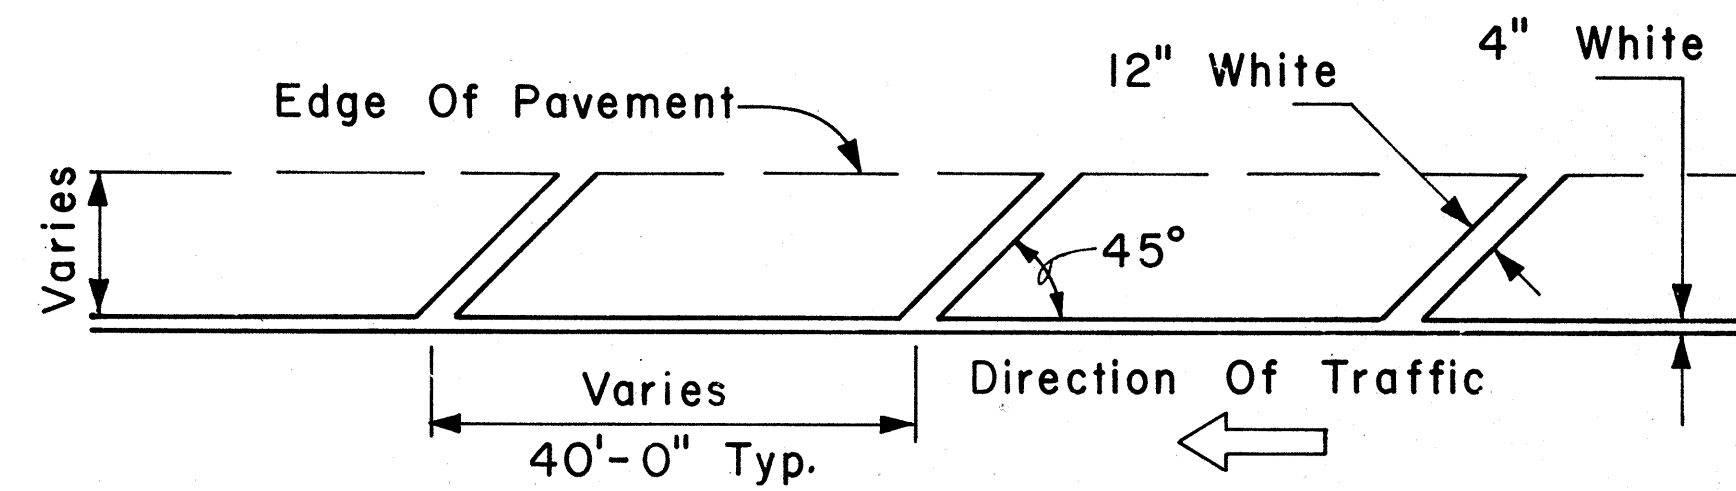 4" White
12" White
Edge Of Pavement
Varies
45°
Direction Of Traffic
Varies
40'-0" Typ.